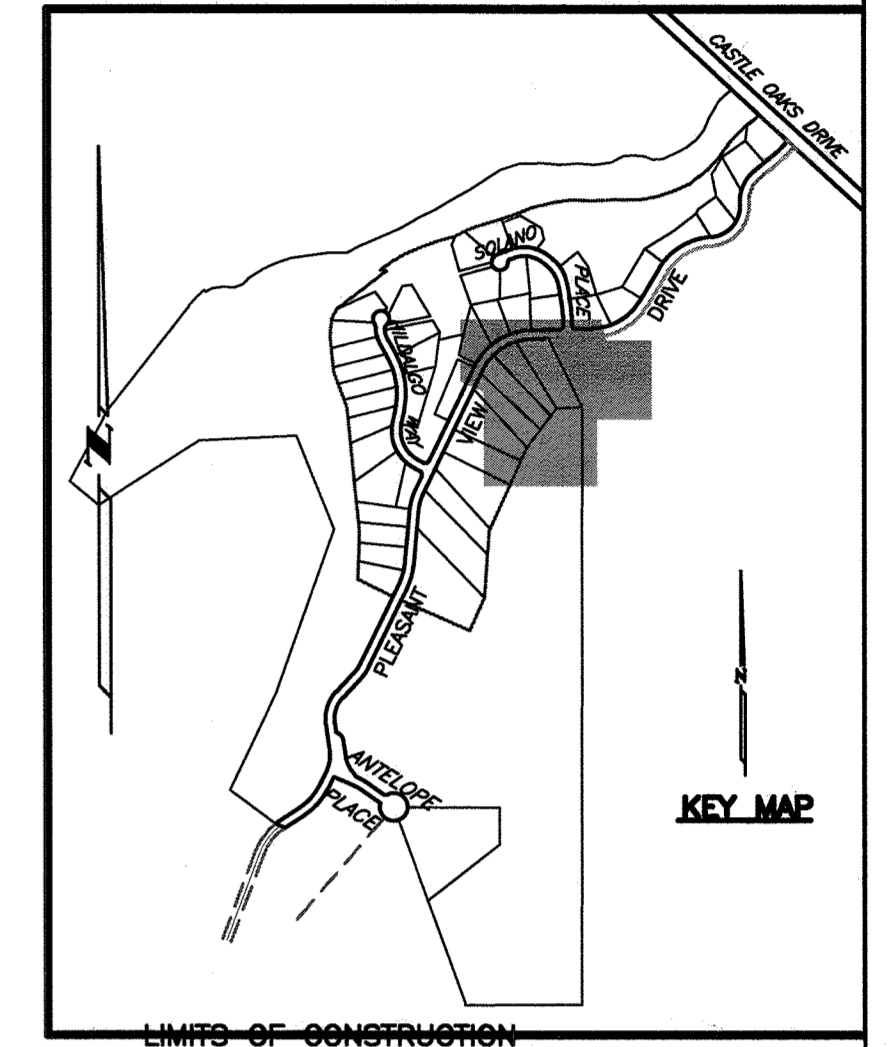 CASTLE OAKS DRIVE
SOLANO
PLACE
DRIVE
HILDALGO
WAY
VIEW
PLEASANT
N
KEY MAP
ANTELOPE
PLACE
LIMITS OF CONSTRUCTION